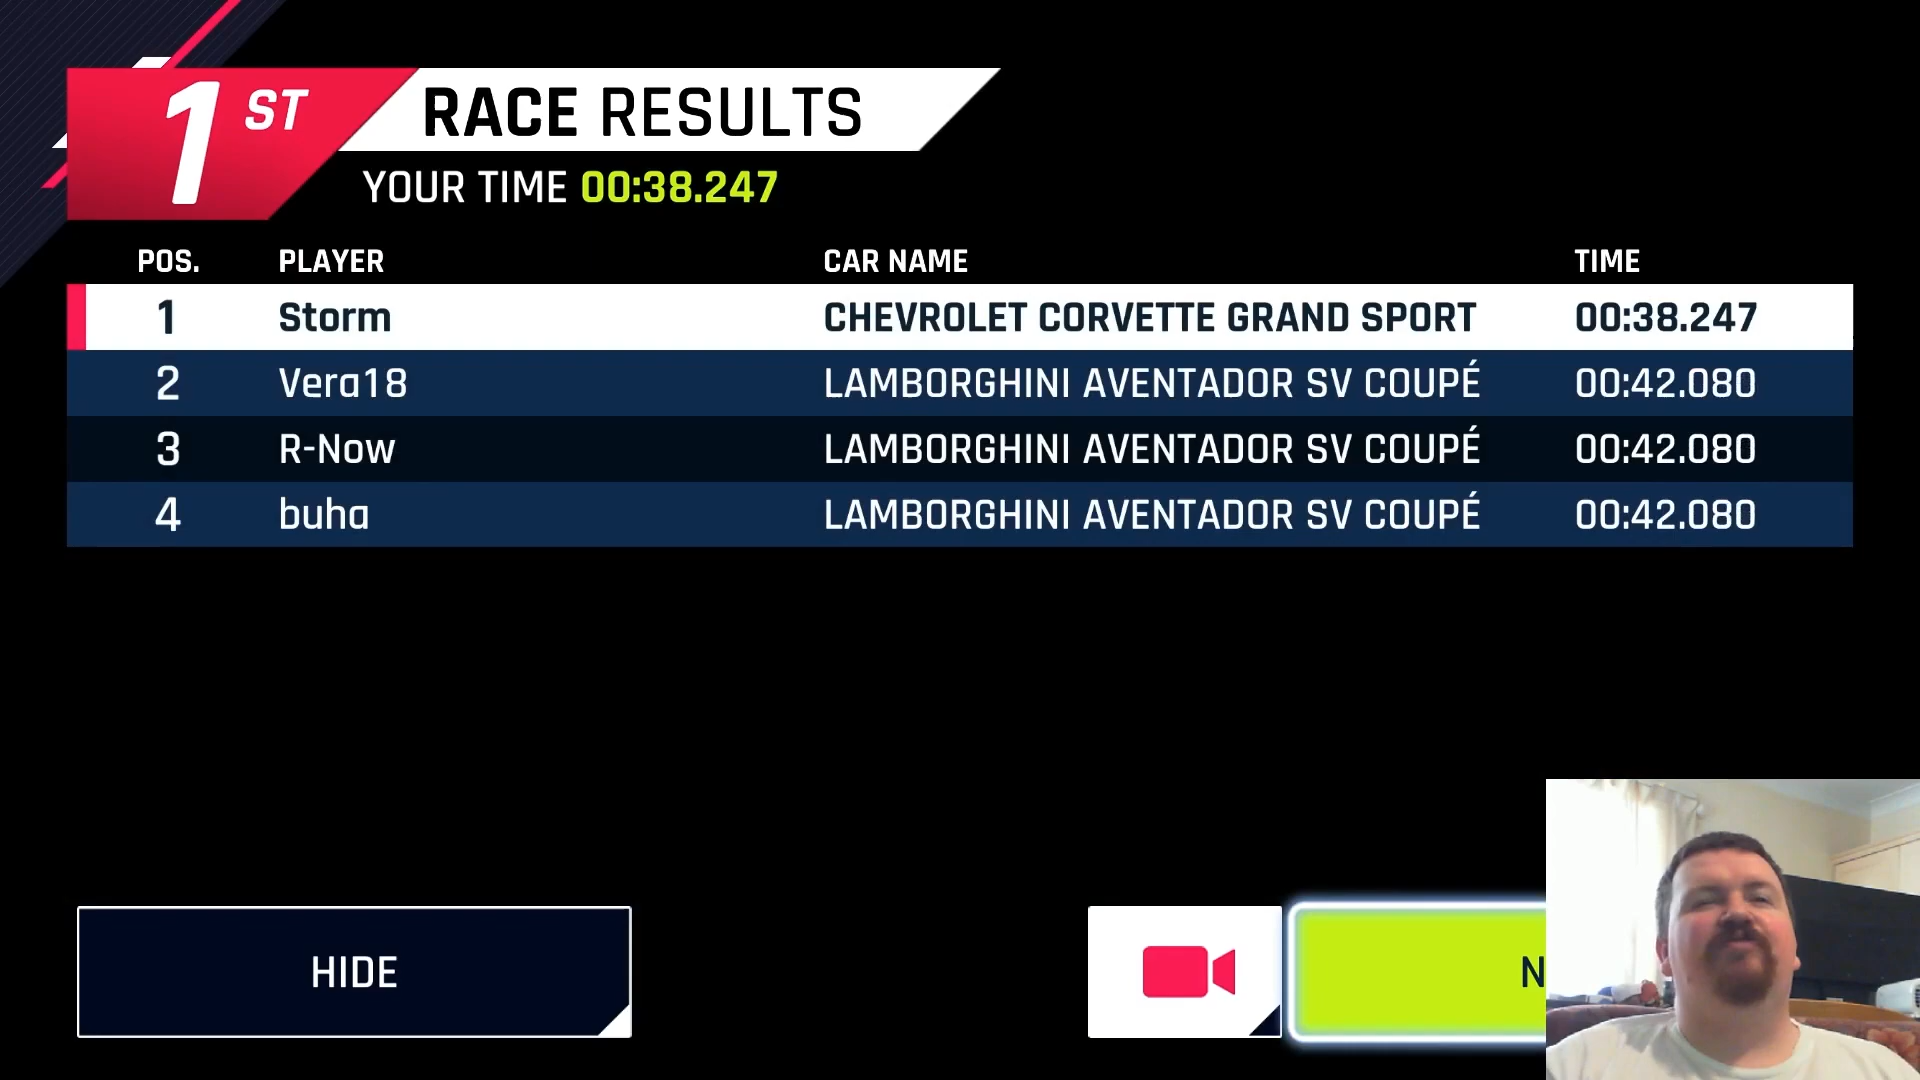 1 ST
RACE RESULTS
YOUR TIME 00:38.247
POS. PLAYER CAR NAME TIME
1 Storm CHEVROLET CORVETTE GRAND SPORT 00:38.247
2 Vera18 LAMBORGHINI AVENTADOR SV COUPÉ 00:42.080
3 R-Now LAMBORGHINI AVENTADOR SV COUPÉ 00:42.080
4 buha LAMBORGHINI AVENTADOR SV COUPÉ 00:42.080
HIDE